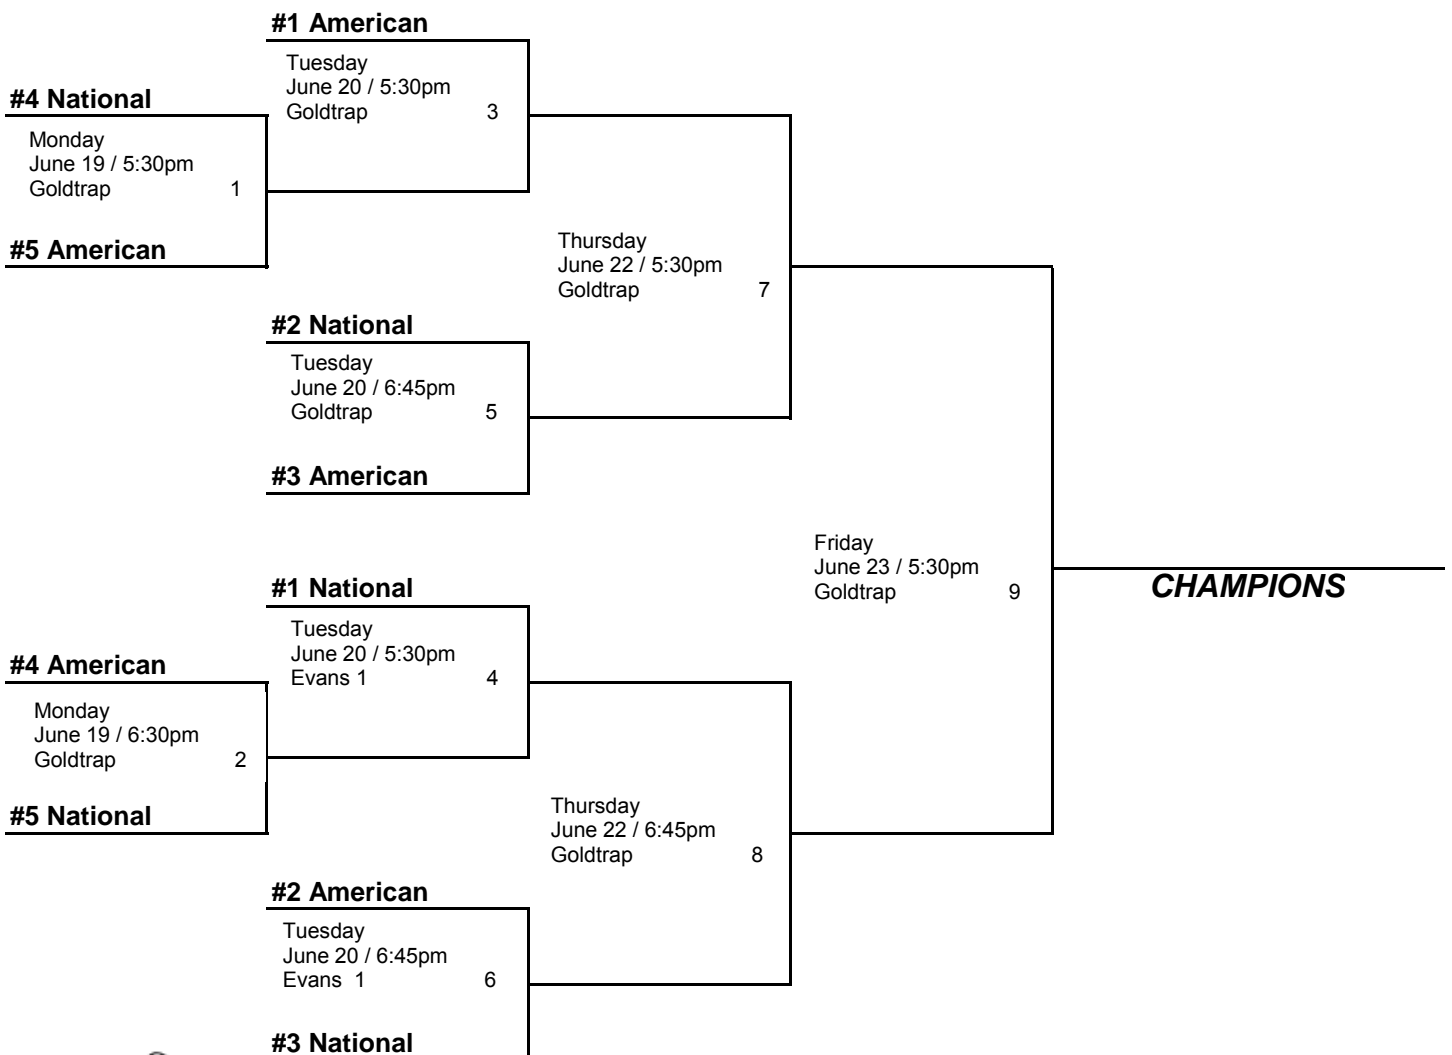 #1 American
Tuesday
June 20 / 5:30pm
Goldtrap 3
#4 National
Monday
June 19 / 5:30pm
Goldtrap 1
#5 American
Thursday
June 22 / 5:30pm
Goldtrap 7
#2 National
Tuesday
June 20 / 6:45pm
Goldtrap 5
#3 American
Friday
June 23 / 5:30pm
Goldtrap 9
CHAMPIONS
#1 National
Tuesday
June 20 / 5:30pm
Evans 1 4
#4 American
Monday
June 19 / 6:30pm
Goldtrap 2
#5 National
Thursday
June 22 / 6:45pm
Goldtrap 8
#2 American
Tuesday
June 20 / 6:45pm
Evans 1 6
#3 National